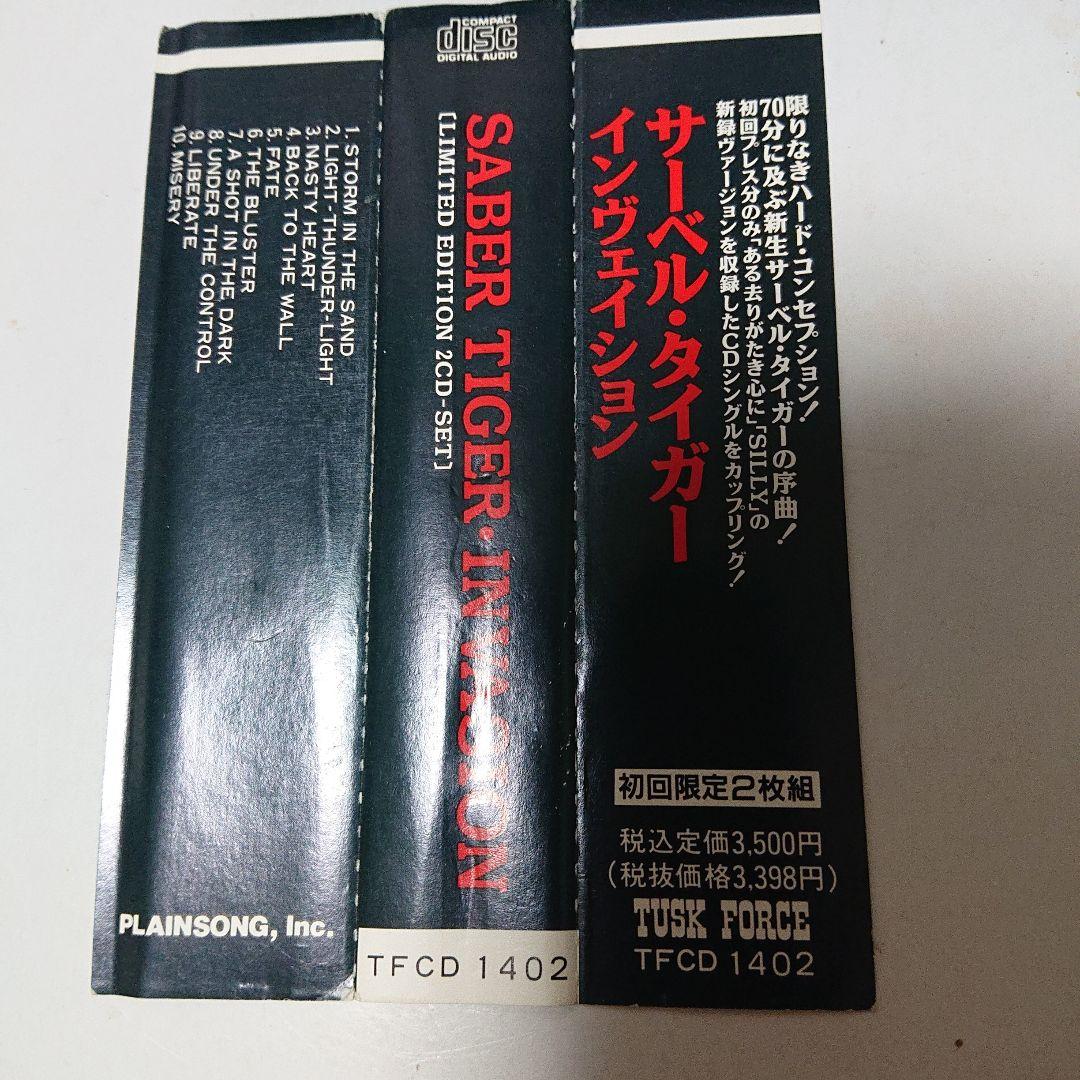 限りなきハード・コンセプション!
70分に及ぶ新生サーベル・タイガーの序曲!
初回プレス分のみ「ある去りがたき心に」「SILLY」の
新録ヴァージョンを収録したCDシングルをカップリング!
サーベル・タイガー
インヴェイション
初回限定2枚組
税込定価3,500円
(税抜価格3,398円)
TUSK FORCE
TFCD 1402
COMPACT
disc
DIGITAL AUDIO
SABER TIGER・INVASION
[LIMITED EDITION 2CD-SET]
TFCD 1402
1. STORM IN THE SAND
2. LIGHT-THUNDER-LIGHT
3. NASTY HEART
4. BACK TO THE WALL
5. FATE
6. THE BLUSTER
7. A SHOT IN THE DARK
8. UNDER THE CONTROL
9. LIBERATE
10. MISERY
PLAINSONG, Inc.